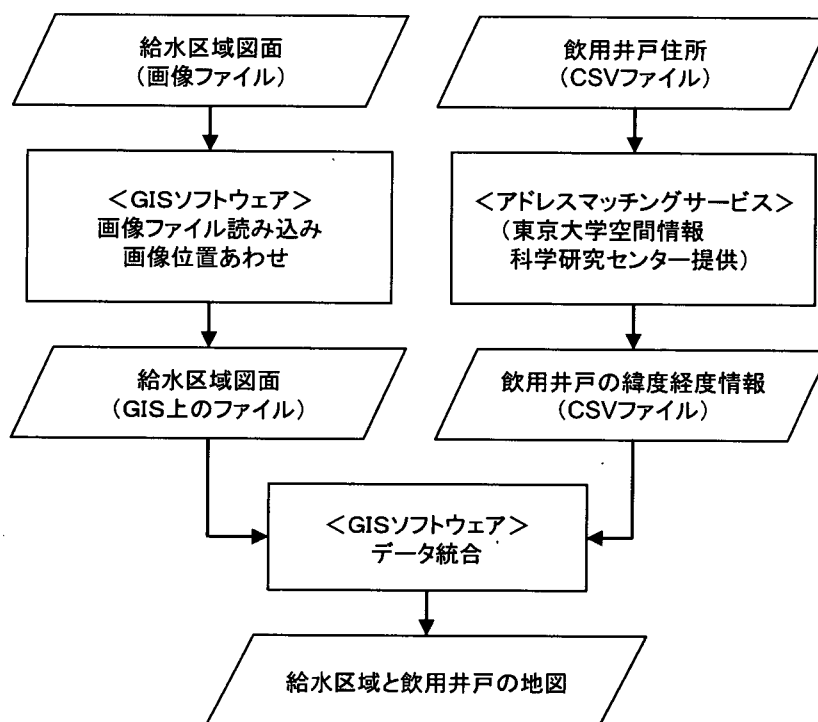 給水区域図面
(画像ファイル)
飲用井戸住所
(CSVファイル)
<GISソフトウェア>
画像ファイル読み込み
画像位置あわせ
<アドレスマッチングサービス>
(東京大学空間情報
科学研究センター提供)
給水区域図面
(GIS上のファイル)
飲用井戸の緯度経度情報
(CSVファイル)
<GISソフトウェア>
データ統合
給水区域と飲用井戸の地図